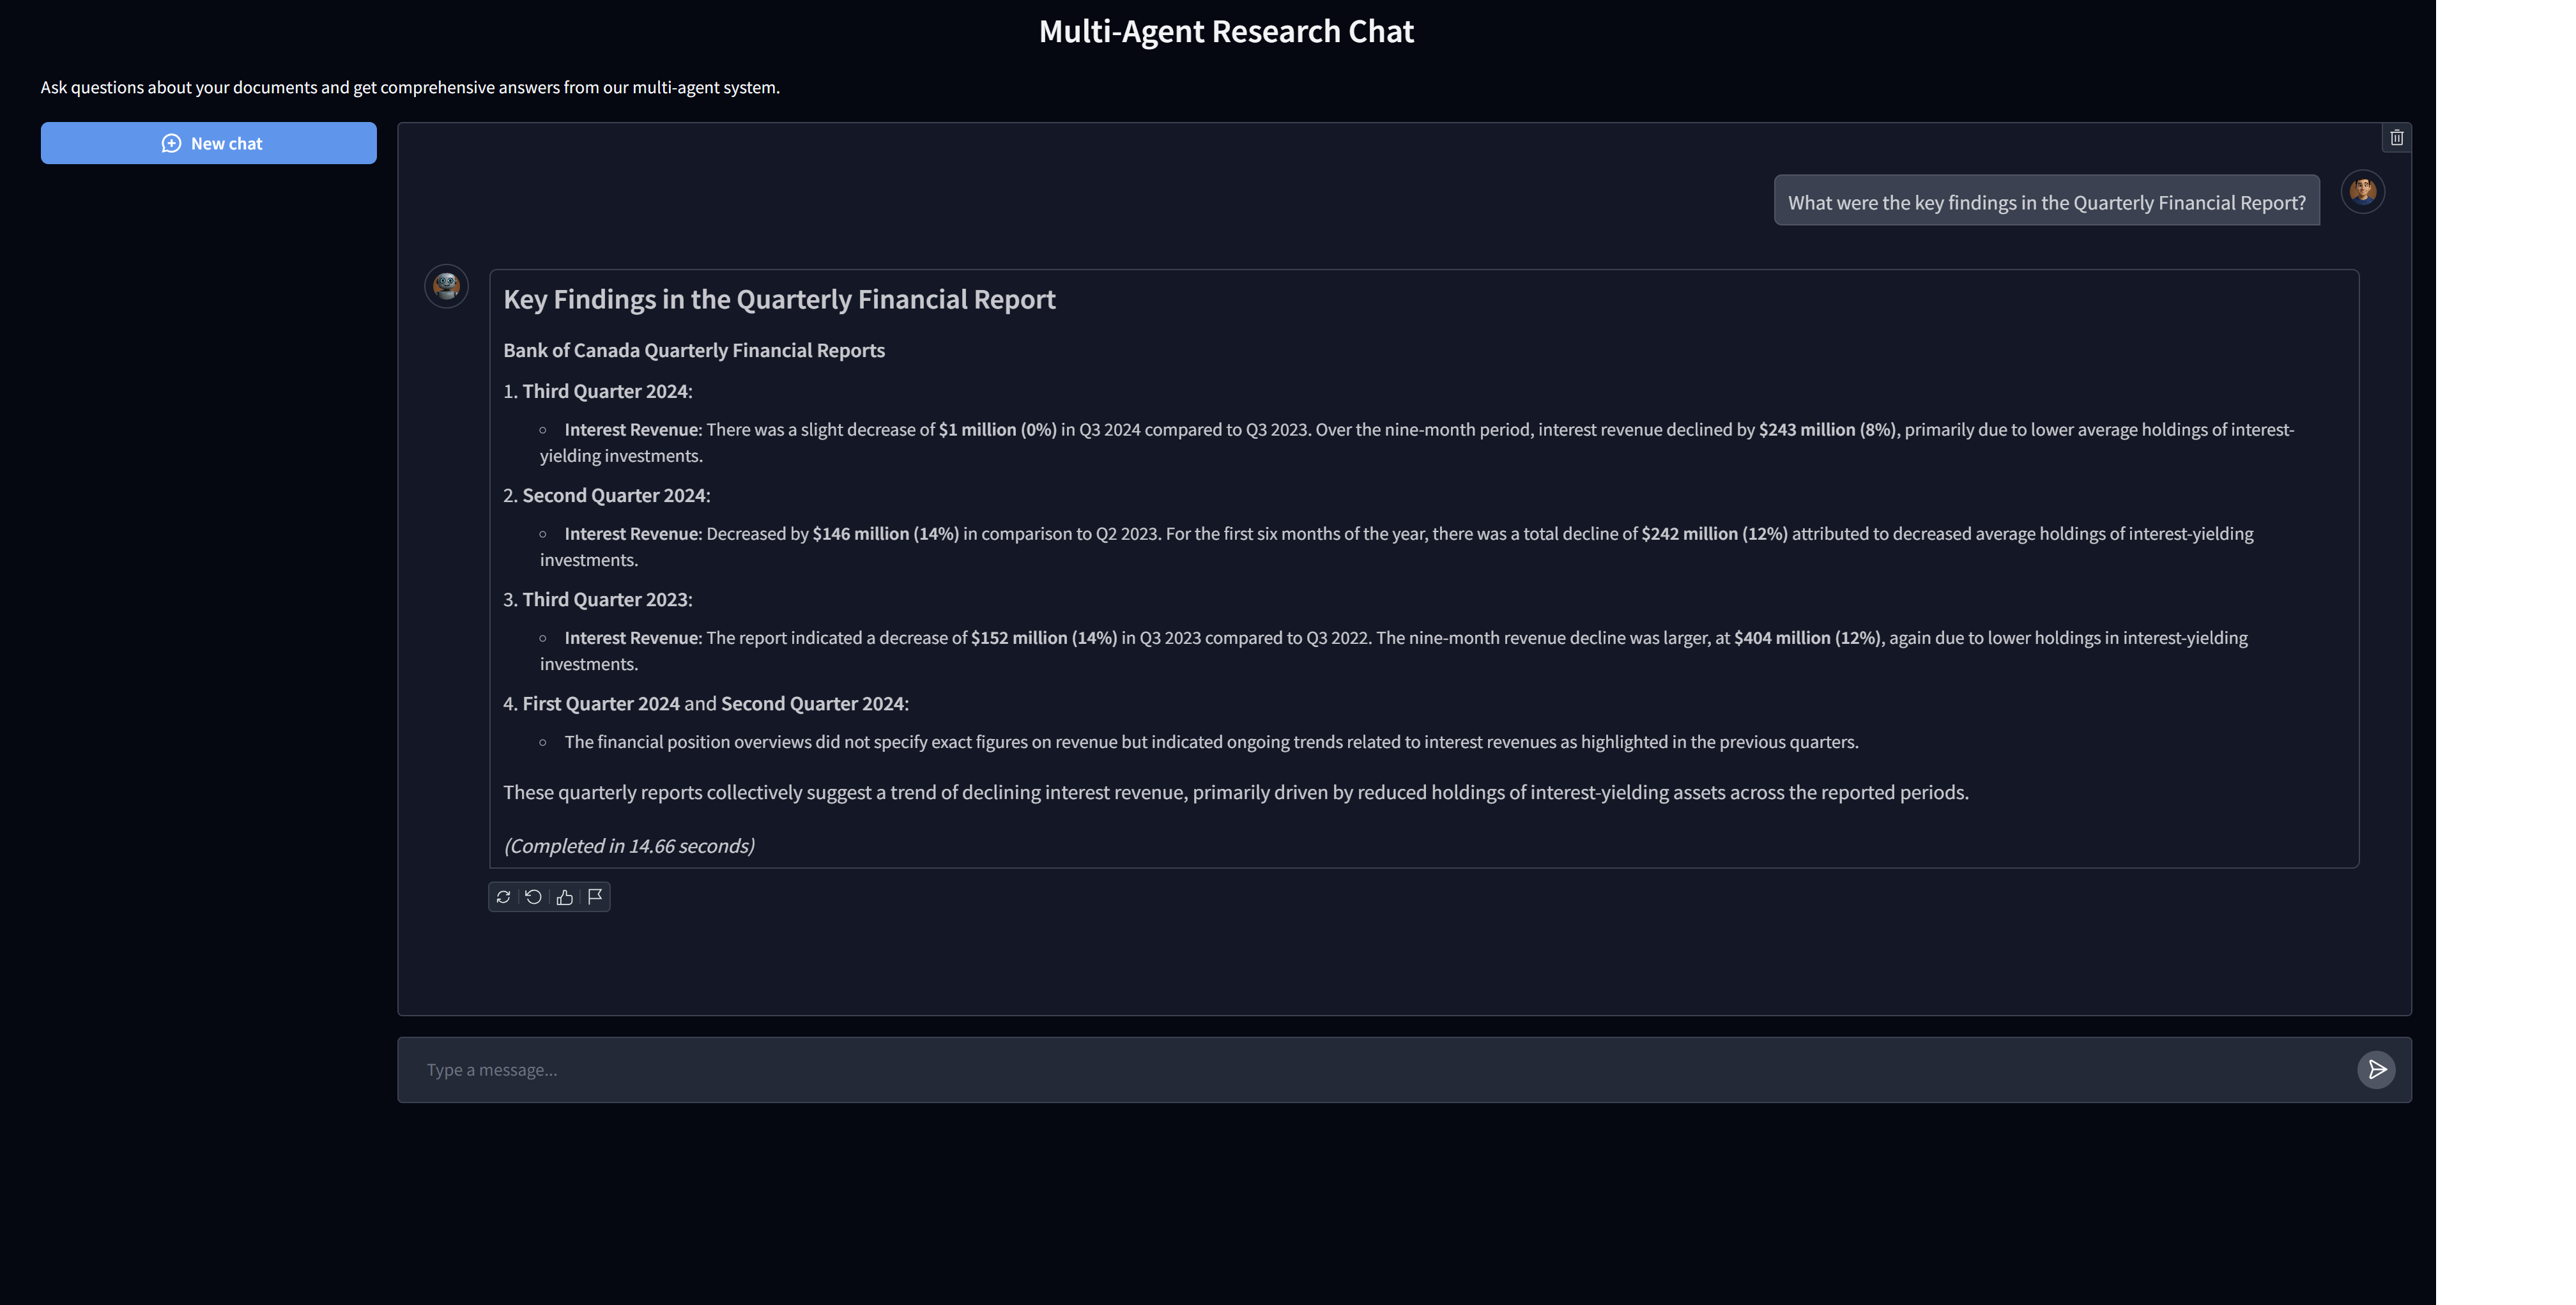 Multi-Agent Research Chat
Ask questions about your documents and get comprehensive answers from our multi-agent system.
New chat
What were the key findings in the Quarterly Financial Report?
Key Findings in the Quarterly Financial Report
Bank of Canada Quarterly Financial Reports
1. Third Quarter 2024:
○ Interest Revenue: There was a slight decrease of $1 million (0%) in Q3 2024 compared to Q3 2023. Over the nine-month period, interest revenue declined by $243 million (8%), primarily due to lower average holdings of interest-
yielding investments.
2. Second Quarter 2024:
○ Interest Revenue: Decreased by $146 million (14%) in comparison to Q2 2023. For the first six months of the year, there was a total decline of $242 million (12%) attributed to decreased average holdings of interest-yielding
investments.
3. Third Quarter 2023:
○ Interest Revenue: The report indicated a decrease of $152 million (14%) in Q3 2023 compared to Q3 2022. The nine-month revenue decline was larger, at $404 million (12%), again due to lower holdings in interest-yielding
investments.
4. First Quarter 2024 and Second Quarter 2024:
○ The financial position overviews did not specify exact figures on revenue but indicated ongoing trends related to interest revenues as highlighted in the previous quarters.
These quarterly reports collectively suggest a trend of declining interest revenue, primarily driven by reduced holdings of interest-yielding assets across the reported periods.
(Completed in 14.66 seconds)
Type a message...